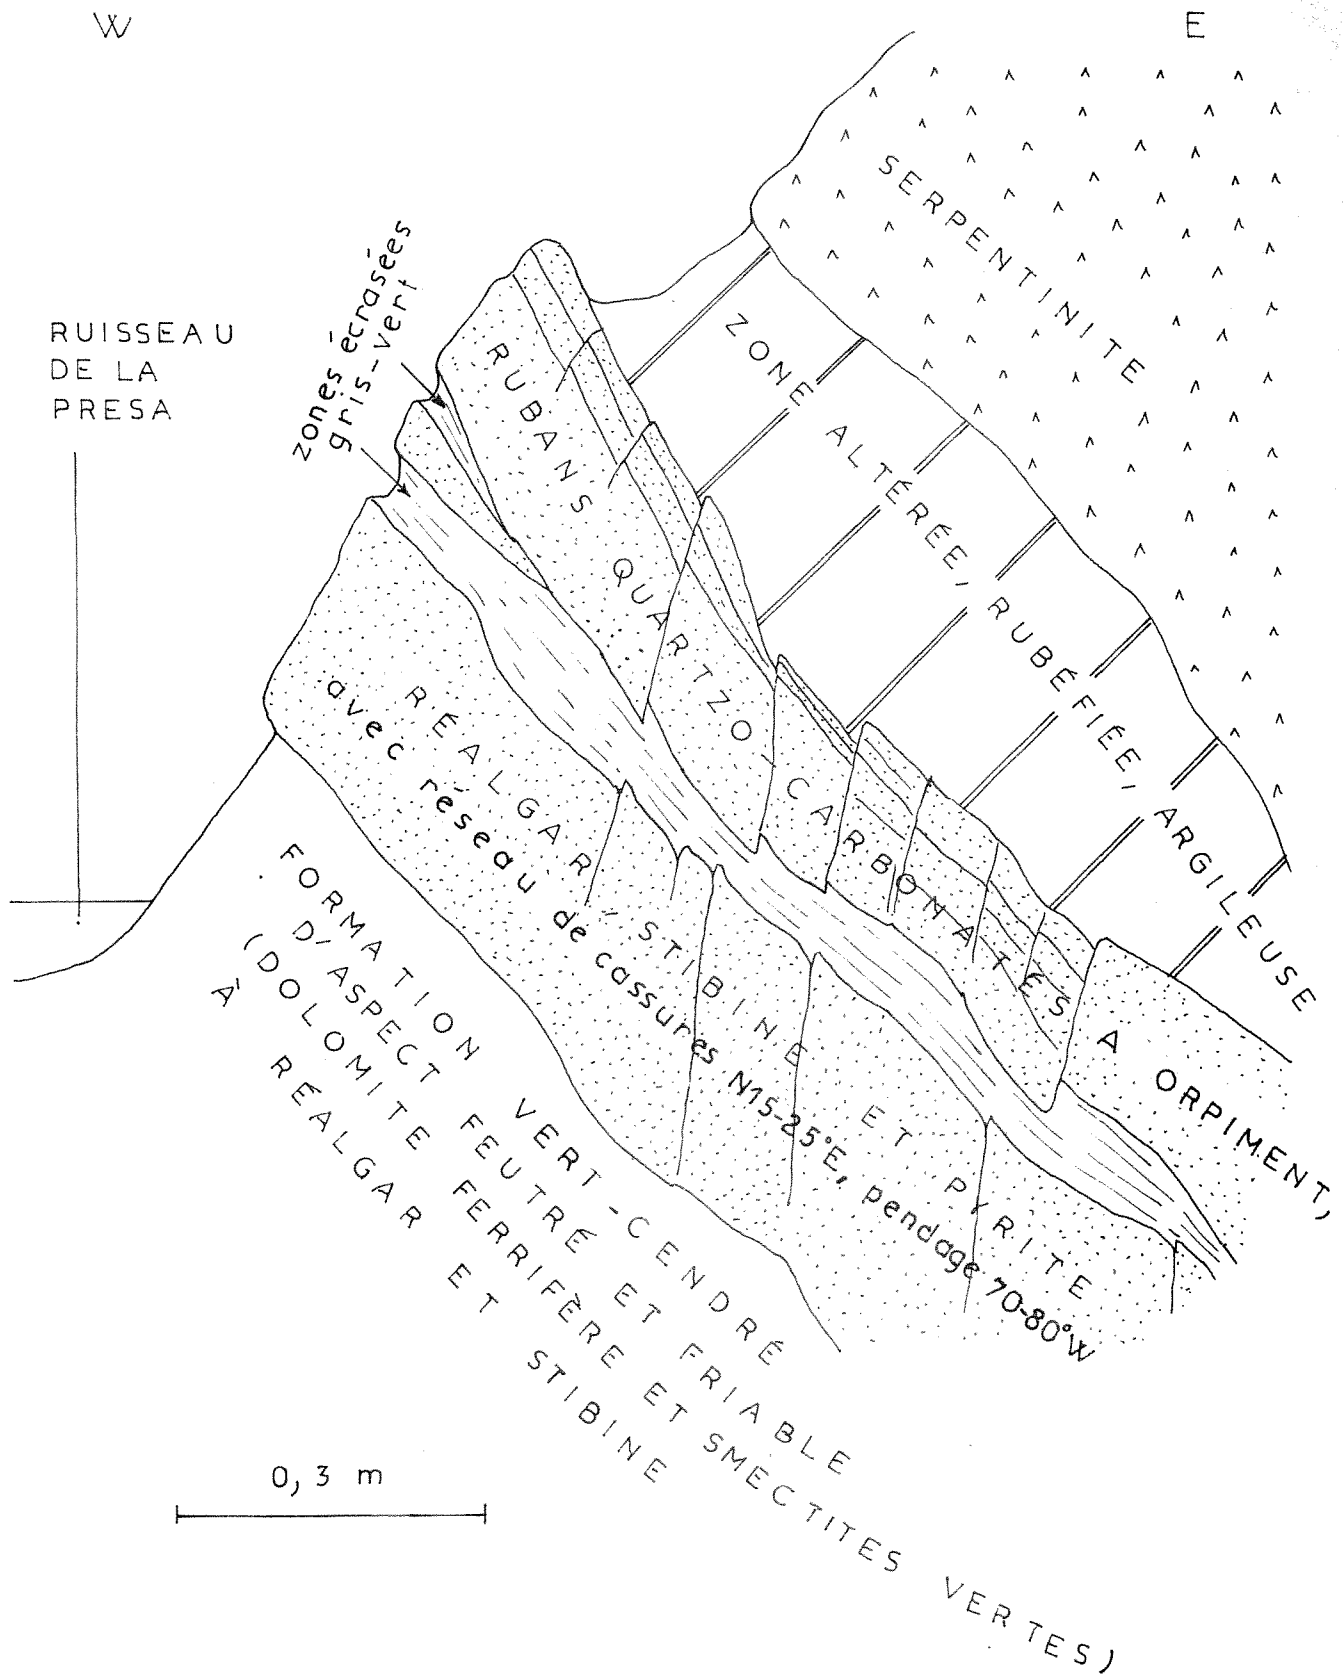 W
E
SERPENTINITE
zones écrasées
gris-vert
RUISSEAU
DE LA
PRESA
ZONE ALTÉRÉE, RUBÉFIÉE, ARGILEUSE
RUBANS QUARTZO-CARBONATÉS A ORPIMENT,
RÉALGAR, STIBINE ET PYRITE
avec réseau de cassures N15-25°E, pendage 70-80°W
FORMATION VERT-CENDRÉ
D'ASPECT FEUTRÉ ET FRIABLE
(DOLOMITE FERRIFÈRE ET SMECTITES VERTES)
À RÉALGAR ET STIBINE
0,3 m